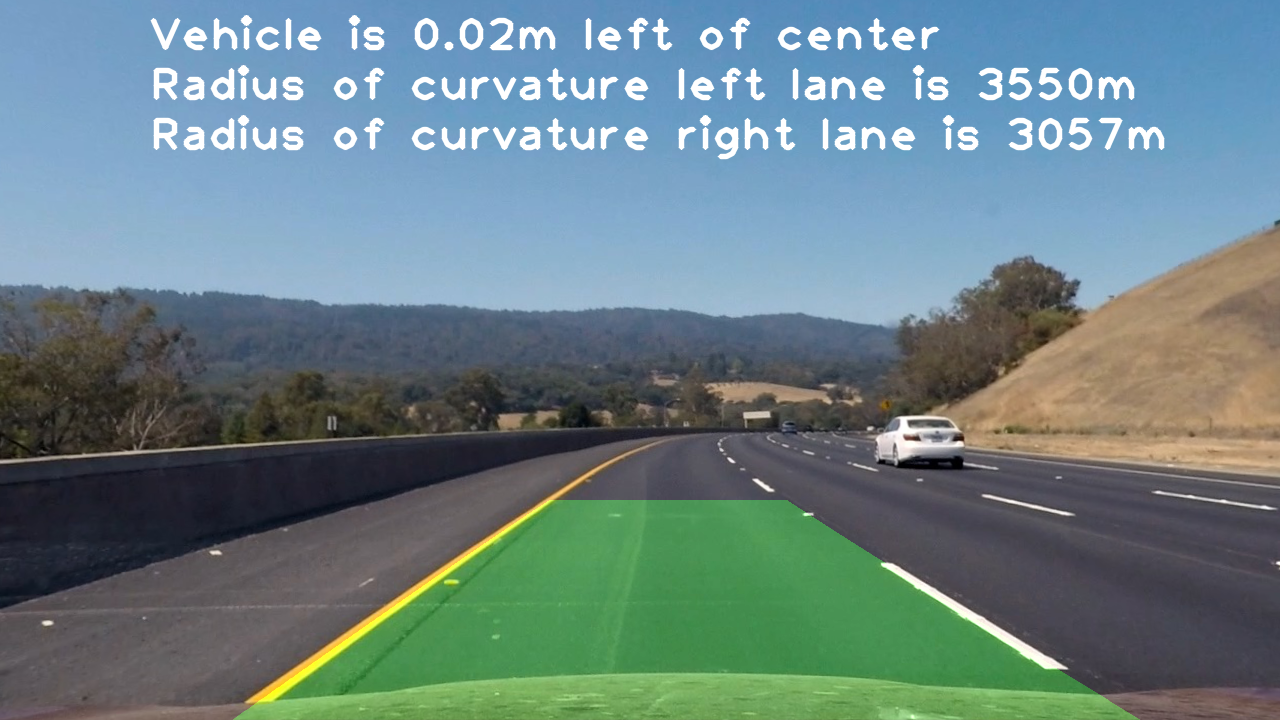 Vehicle is 0.02m left of center
Radius of curvature left lane is 3550m
Radius of curvature right lane is 3057m